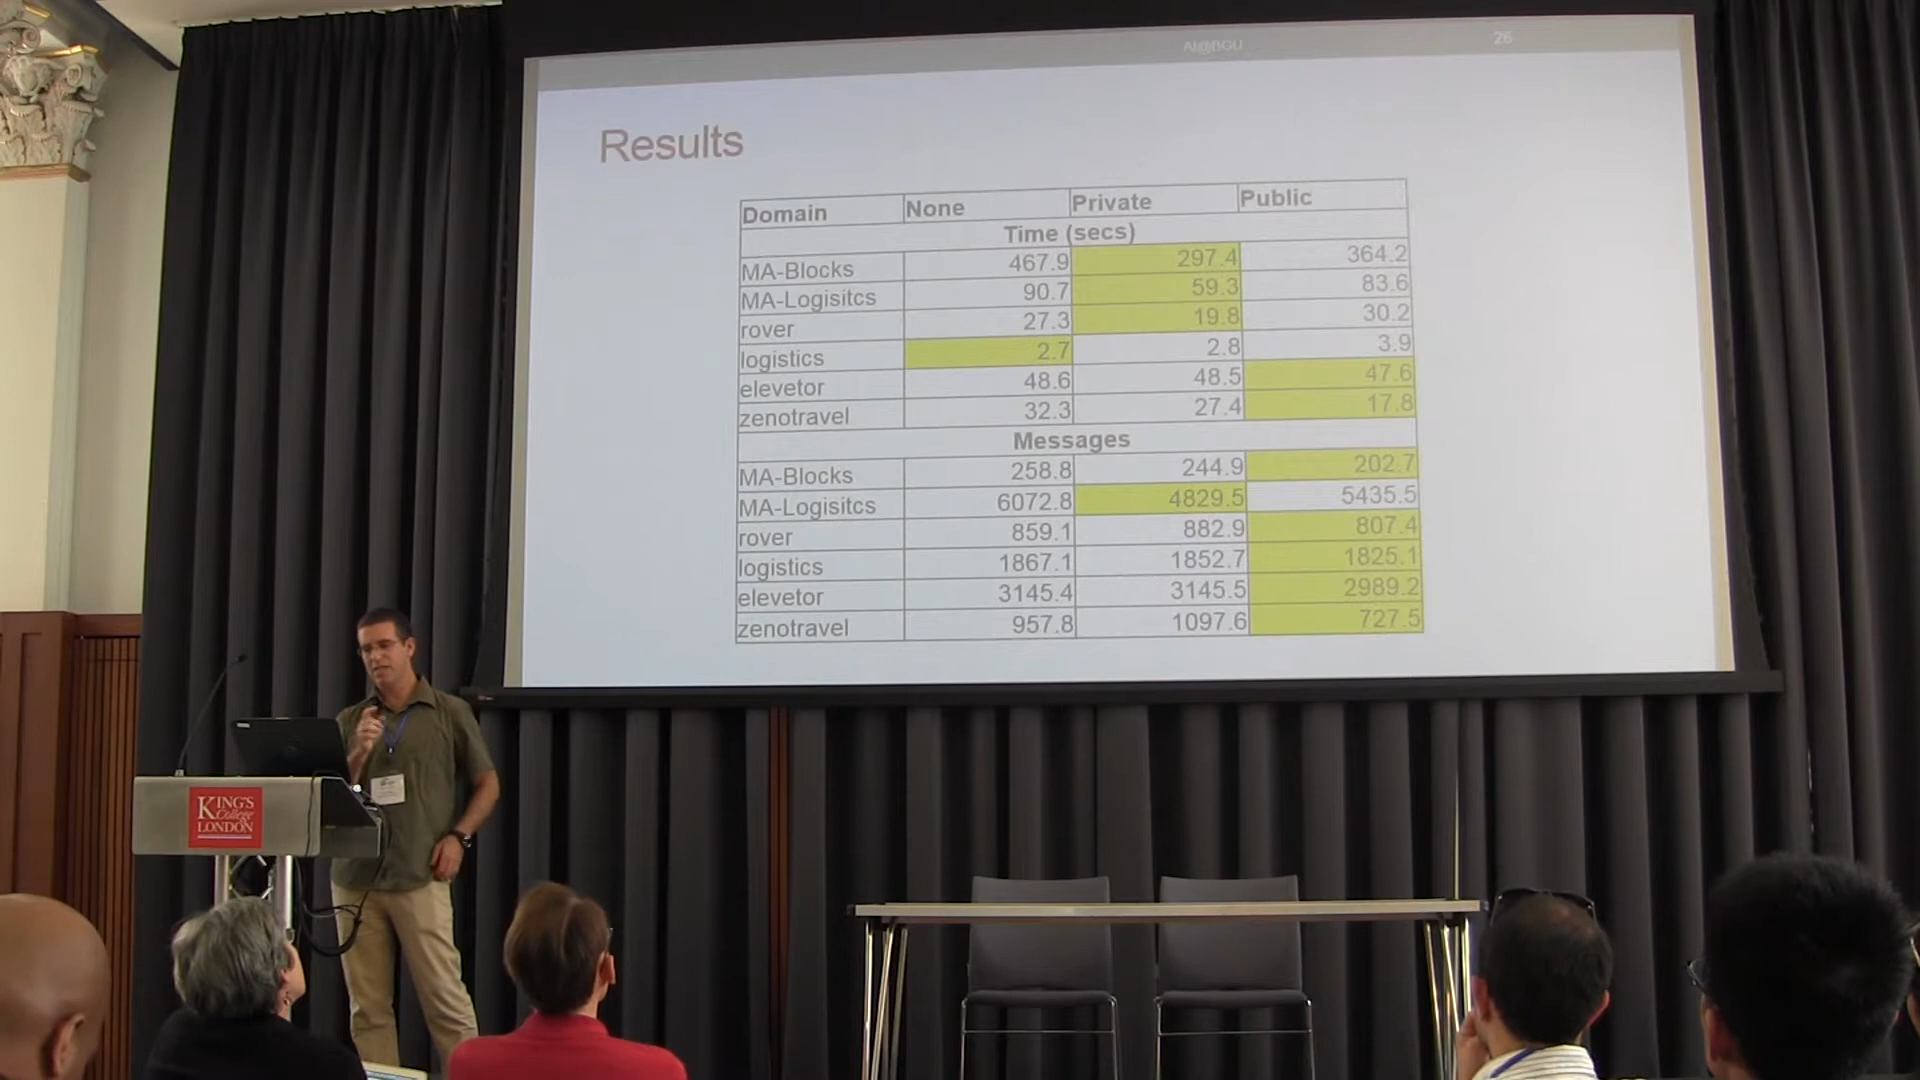 AI@BGU 26
Results
Domain None Private Public
Time (secs)
MA-Blocks 467.9 297.4 364.2
MA-Logisitcs 90.7 59.3 83.6
rover 27.3 19.8 30.2
logistics 2.7 2.8 3.9
elevetor 48.6 48.5 47.6
zenotravel 32.3 27.4 17.8
Messages
MA-Blocks 258.8 244.9 202.7
MA-Logisitcs 6072.8 4829.5 5435.5
rover 859.1 882.9 807.4
logistics 1867.1 1852.7 1825.1
elevetor 3145.4 3145.5 2989.2
zenotravel 957.8 1097.6 727.5
KING'S
College
LONDON